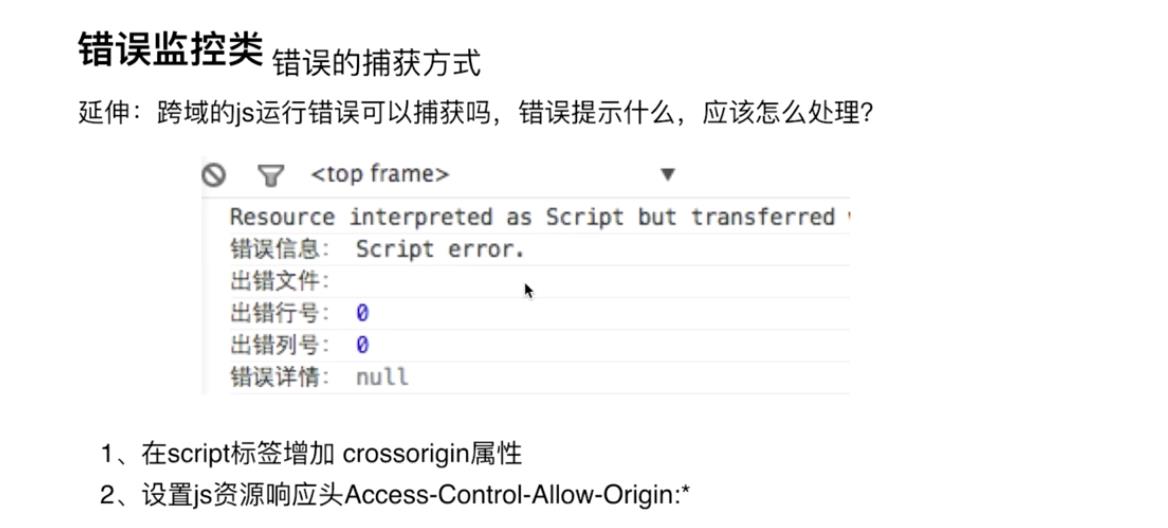 错误监控类 错误的捕获方式
延伸：跨域的js运行错误可以捕获吗，错误提示什么，应该怎么处理？
<top frame>
Resource interpreted as Script but transferred
错误信息： Script error.
出错文件：
出错行号： 0
出错列号： 0
错误详情： null
1、在script标签增加 crossorigin属性
2、设置js资源响应头Access-Control-Allow-Origin:*